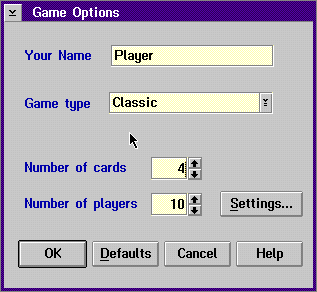 Game Options
Your Name Player
Game type Classic
Number of cards 4
Number of players 10 Settings...
OK Defaults Cancel Help